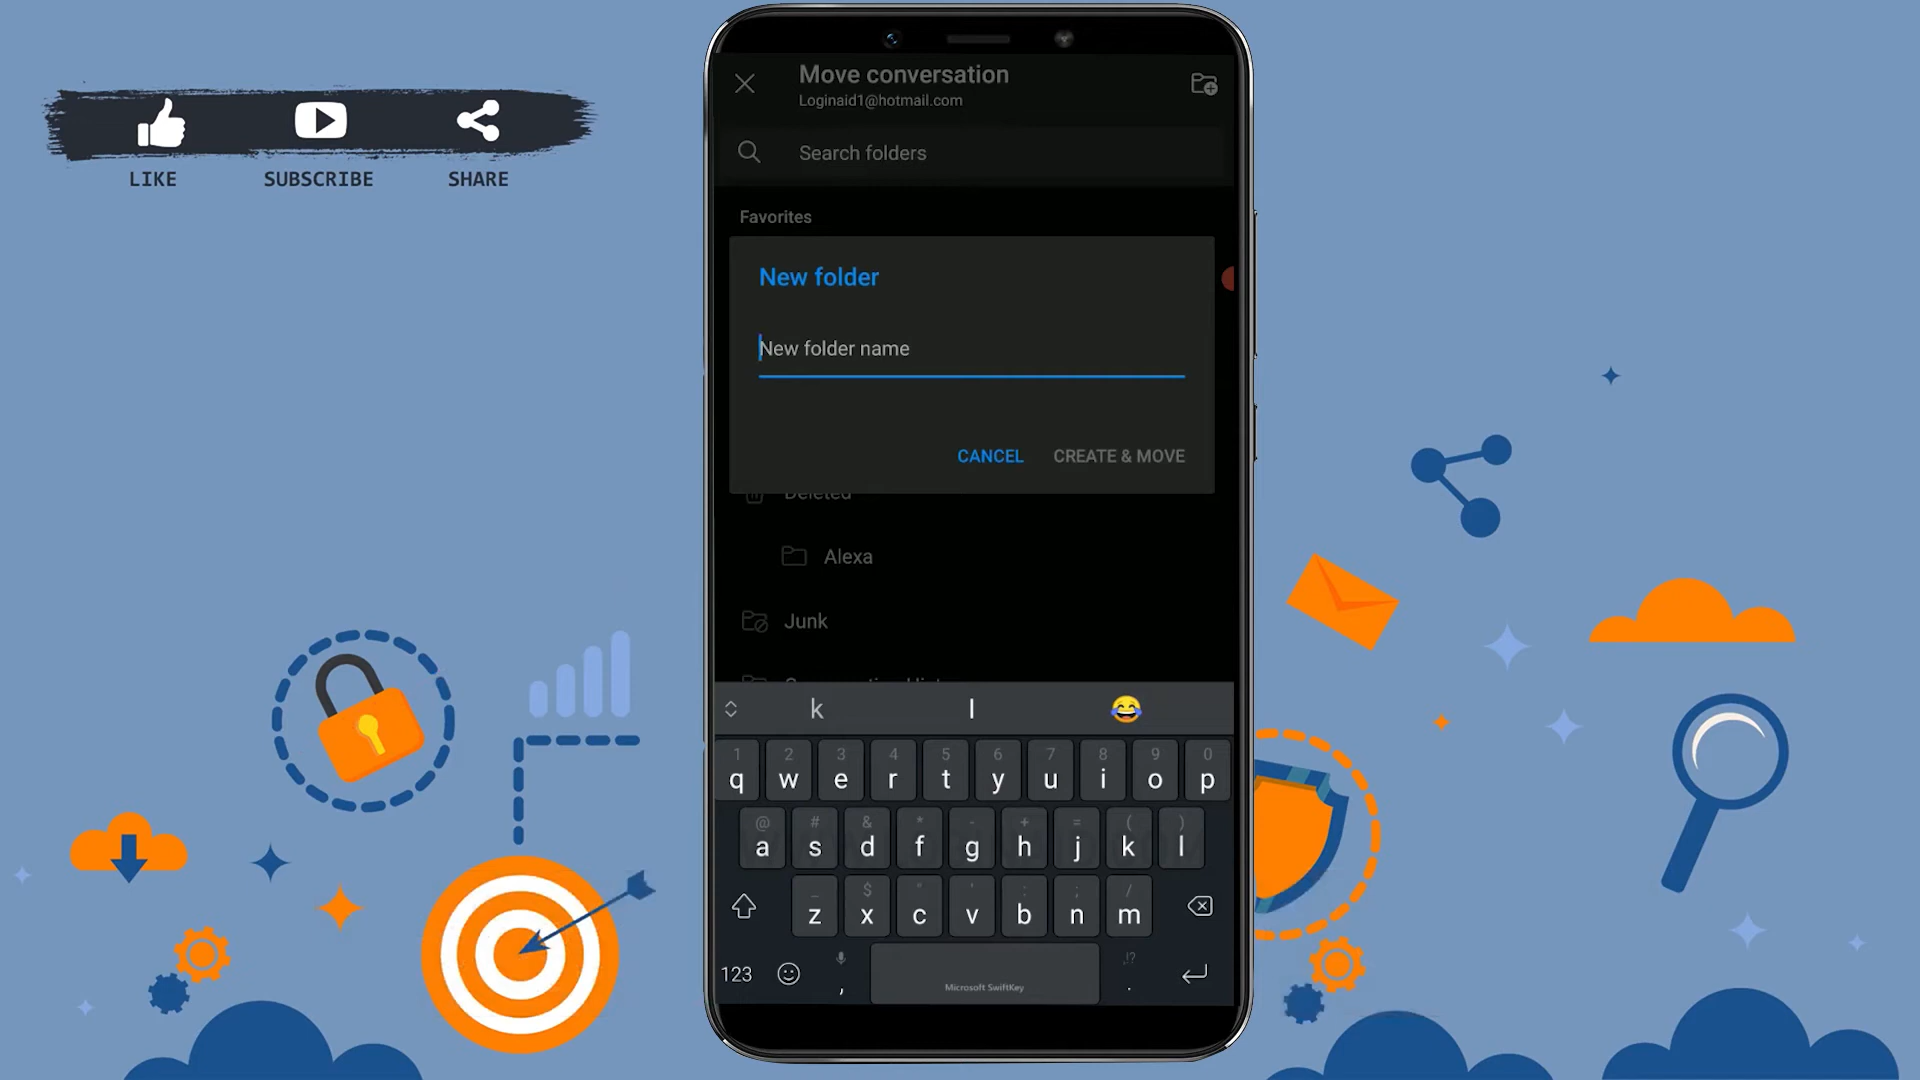 LIKE SUBSCRIBE SHARE
Move conversation
Loginaid1@hotmail.com
Search folders
Favorites
New folder
New folder name
CANCEL CREATE & MOVE
Deleted
Alexa
Junk
k l
1 2 3 4 5 6 7 8 9 0
q w e r t y u i o p
@ # & * - + = ( )
a s d f g h j k l
_ $ " ' : ; /
z x c v b n m
123 , .
!?
Microsoft SwiftKey